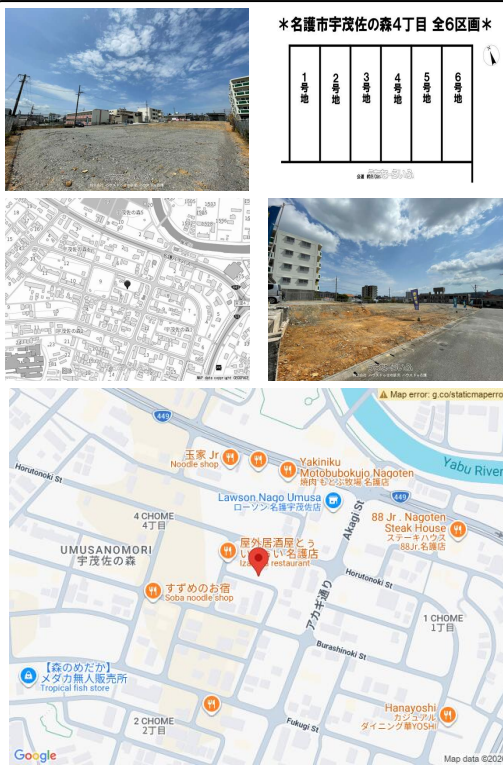 *名護市宇茂佐の森4丁目 全6区画*
1号地
2号地
3号地
4号地
5号地
6号地
449
449
玉家 Jr
Noodle shop
Yakiniku
Motobubokujo Nagoten
焼肉 もとぶ牧場 名護店
Yabu River
Horutonoki St
Lawson Nago Umusa
ローソン 名護宇茂佐店
Akagi St
アカギ通り
88 Jr. Nagoten
Steak House
ステーキハウス
88Jr.名護店
4 CHOME
4丁目
UMUSANOMORI
宇茂佐の森
屋外居酒屋とぅ
名護店
restaurant
すずめのお宿
Soba noodle shop
Horutonoki St
1 CHOME
1丁目
Burashinoki St
【森のめだか】
メダカ無人販売所
Tropical fish store
2 CHOME
2丁目
Fukugi St
Hanayoshi
カジュアル
ダイニング華YOSHI
Google
Map data ©202
Map error: g.co/staticmaperro